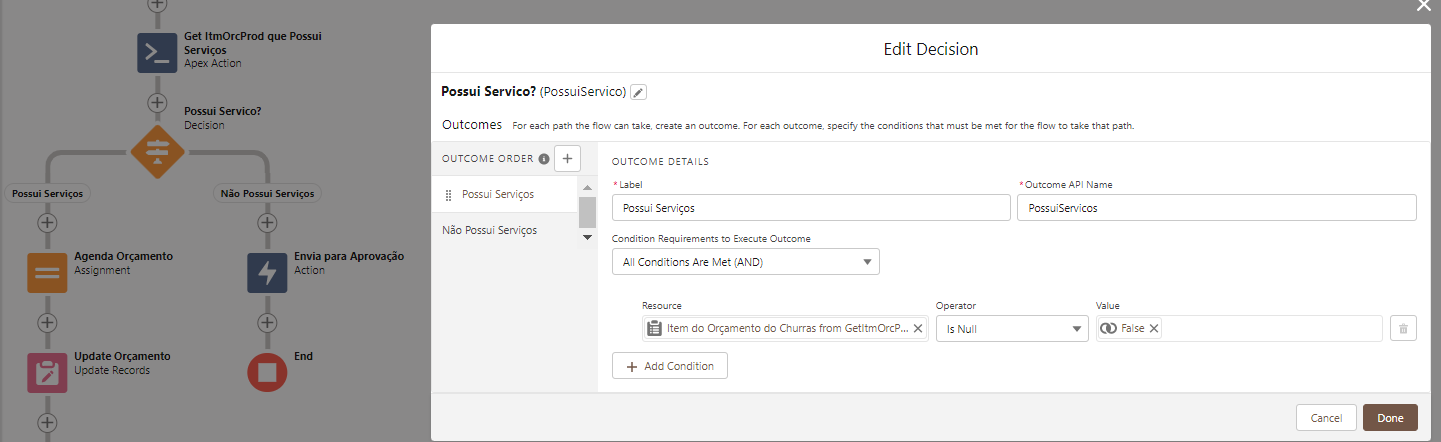 Get ItmOrcProd que Possui
Serviços
Apex Action
Possui Servico?
Decision
Possui Serviços
Não Possui Serviços
Agenda Orçamento
Assignment
Envia para Aprovação
Action
Update Orçamento
Update Records
End
Edit Decision
Possui Servico? (PossuiServico)
Outcomes For each path the flow can take, create an outcome. For each outcome, specify the conditions that must be met for the flow to take that path.
OUTCOME ORDER
Possui Serviços
Não Possui Serviços
OUTCOME DETAILS
*Label
Possui Serviços
*Outcome API Name
PossuiServicos
Condition Requirements to Execute Outcome
All Conditions Are Met (AND)
Resource
Item do Orçamento do Churras from GetItmOrcP...
Operator
Is Null
Value
False
+ Add Condition
Cancel
Done